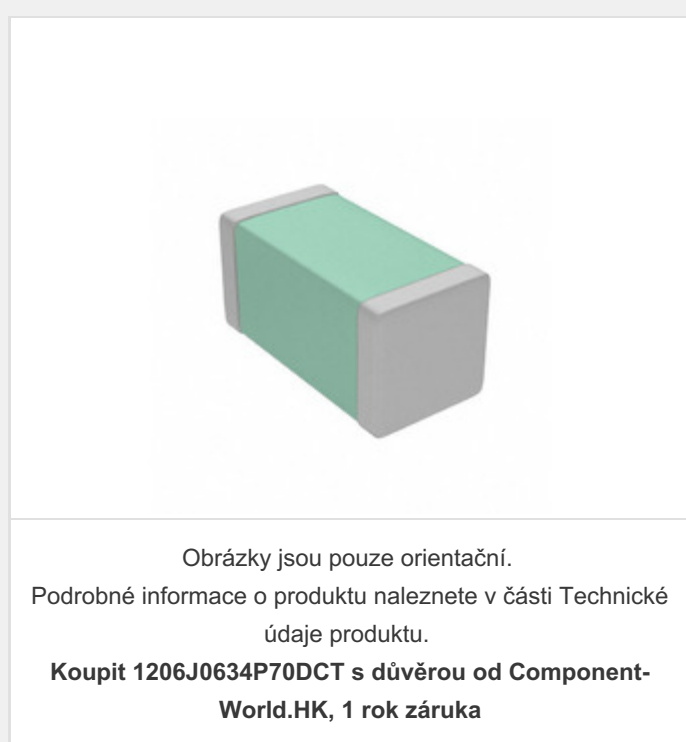 Obrázky jsou pouze orientační.
Podrobné informace o produktu naleznete v části Technické
údaje produktu.
Koupit 1206J0634P70DCT s důvěrou od Component-
World.HK, 1 rok záruka